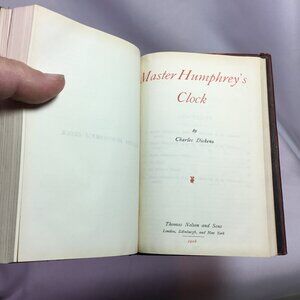 Master Humphrey's
Clock
by
Charles Dickens
Thomas Nelson and Sons
London, Edinburgh, and New York